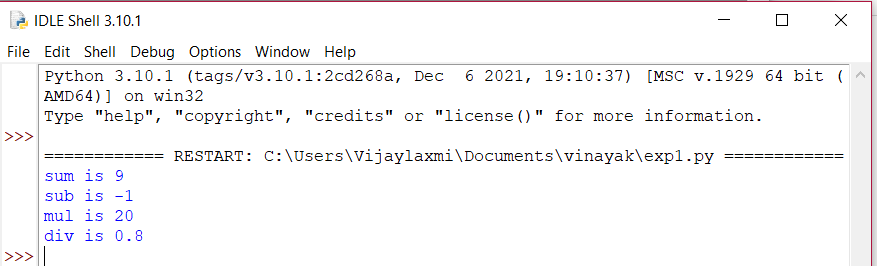 IDLE Shell 3.10.1
File Edit Shell Debug Options Window Help
Python 3.10.1 (tags/v3.10.1:2cd268a, Dec  6 2021, 19:10:37) [MSC v.1929 64 bit (
AMD64)] on win32
Type "help", "copyright", "credits" or "license()" for more information.
>>>
============ RESTART: C:\Users\Vijaylaxmi\Documents\vinayak\exp1.py ============
sum is 9
sub is -1
mul is 20
div is 0.8
>>>